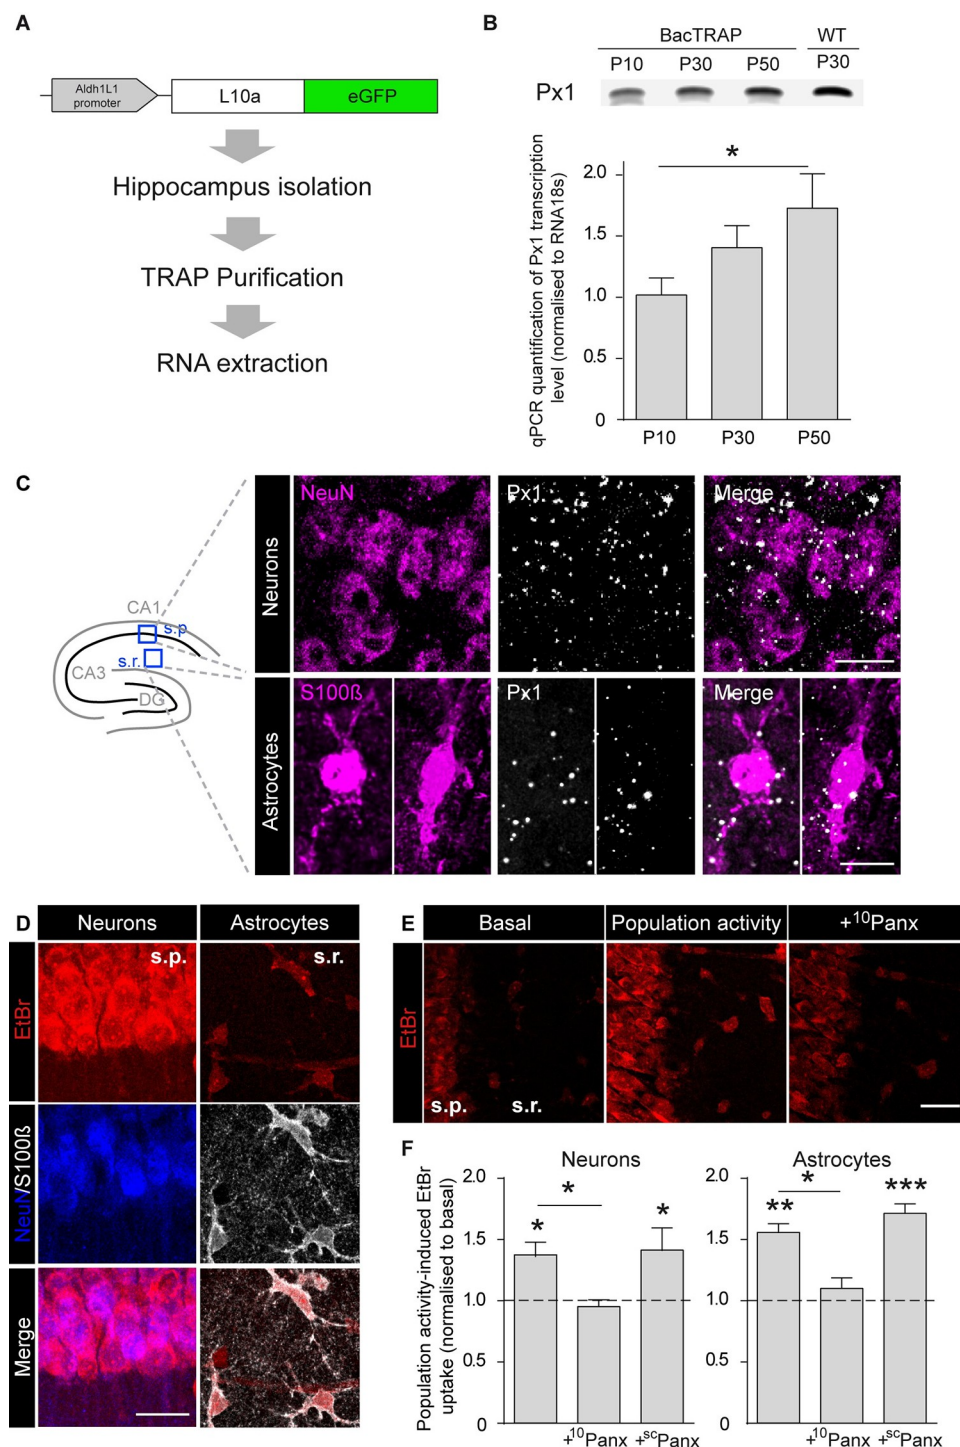 A
Aldh1L1
promoter
L10a
eGFP
Hippocampus isolation
TRAP Purification
RNA extraction
B
BacTRAP
WT
P10
P30
P50
P30
Px1
*
qPCR quantification of Px1 transcription
level (normalised to RNA18s)
2.0
1.5
1.0
0.5
0
P10
P30
P50
C
CA1
s.p
s.r.
CA3
DG
Neurons
NeuN
Px1
Merge
Astrocytes
S100ß
Px1
Merge
D
Neurons
Astrocytes
EtBr
s.p.
s.r.
NeuN/S100ß
Merge
E
Basal
Population activity
+10Panx
EtBr
s.p.
s.r.
F
Population activity-induced EtBr
uptake (normalised to basal)
Neurons
2.0
1.5
1.0
0.5
0
*
*
*
+10Panx
+scPanx
Astrocytes
2.0
1.5
1.0
0.5
0
**
*
***
+10Panx
+scPanx